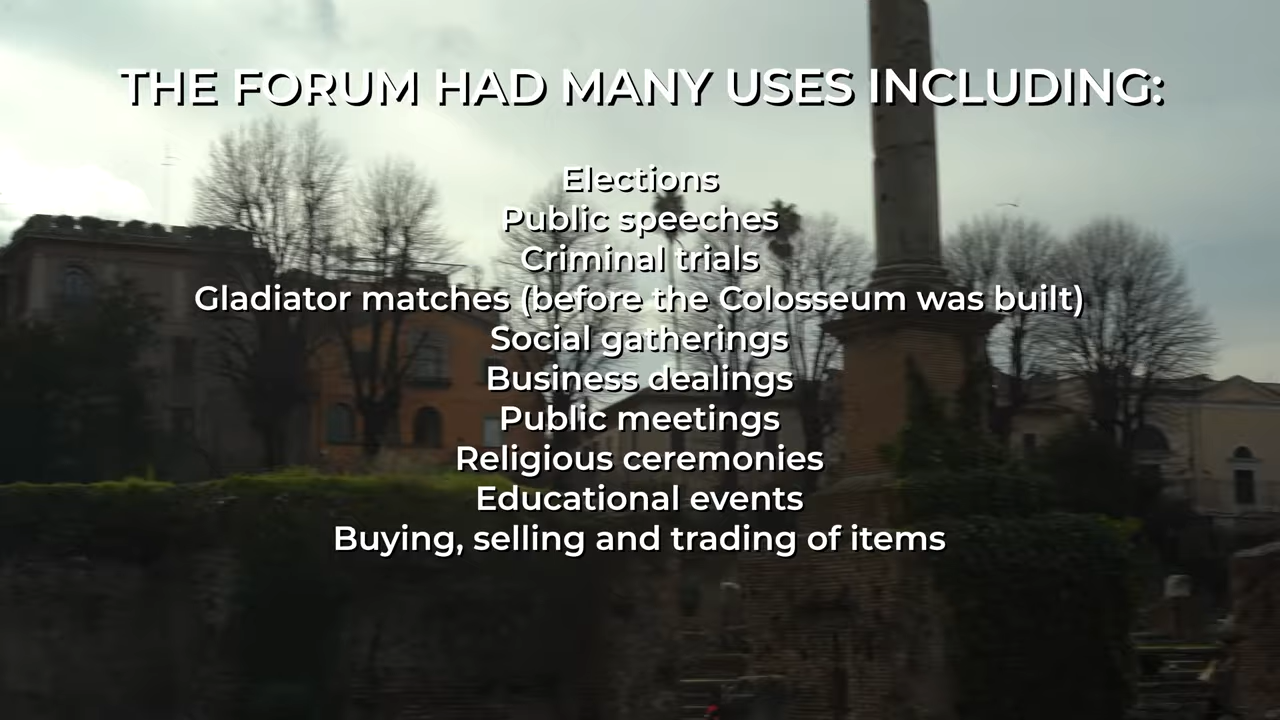 THE FORUM HAD MANY USES INCLUDING:
Elections
Public speeches
Criminal trials
Gladiator matches (before the Colosseum was built)
Social gatherings
Business dealings
Public meetings
Religious ceremonies
Educational events
Buying, selling and trading of items